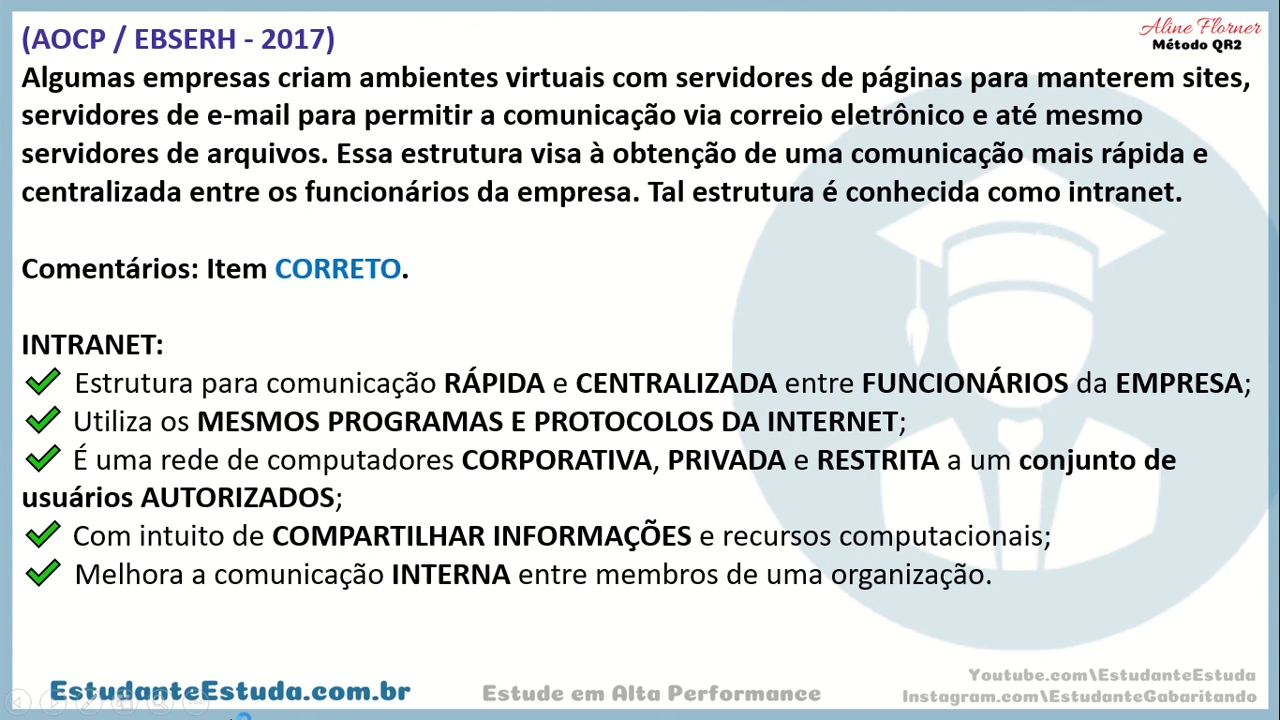 (AOCP / EBSERH - 2017)
Aline Florner
Método QR2
Algumas empresas criam ambientes virtuais com servidores de páginas para manterem sites,
servidores de e-mail para permitir a comunicação via correio eletrônico e até mesmo
servidores de arquivos. Essa estrutura visa à obtenção de uma comunicação mais rápida e
centralizada entre os funcionários da empresa. Tal estrutura é conhecida como intranet.
Comentários: Item CORRETO.
INTRANET:
Estrutura para comunicação RÁPIDA e CENTRALIZADA entre FUNCIONÁRIOS da EMPRESA;
Utiliza os MESMOS PROGRAMAS E PROTOCOLOS DA INTERNET;
É uma rede de computadores CORPORATIVA, PRIVADA e RESTRITA a um conjunto de
usuários AUTORIZADOS;
Com intuito de COMPARTILHAR INFORMAÇÕES e recursos computacionais;
Melhora a comunicação INTERNA entre membros de uma organização.
EstudanteEstuda.com.br
Estude em Alta Performance
Youtube.com/EstudanteEstuda
Instagram.com/EstudanteGabaritando